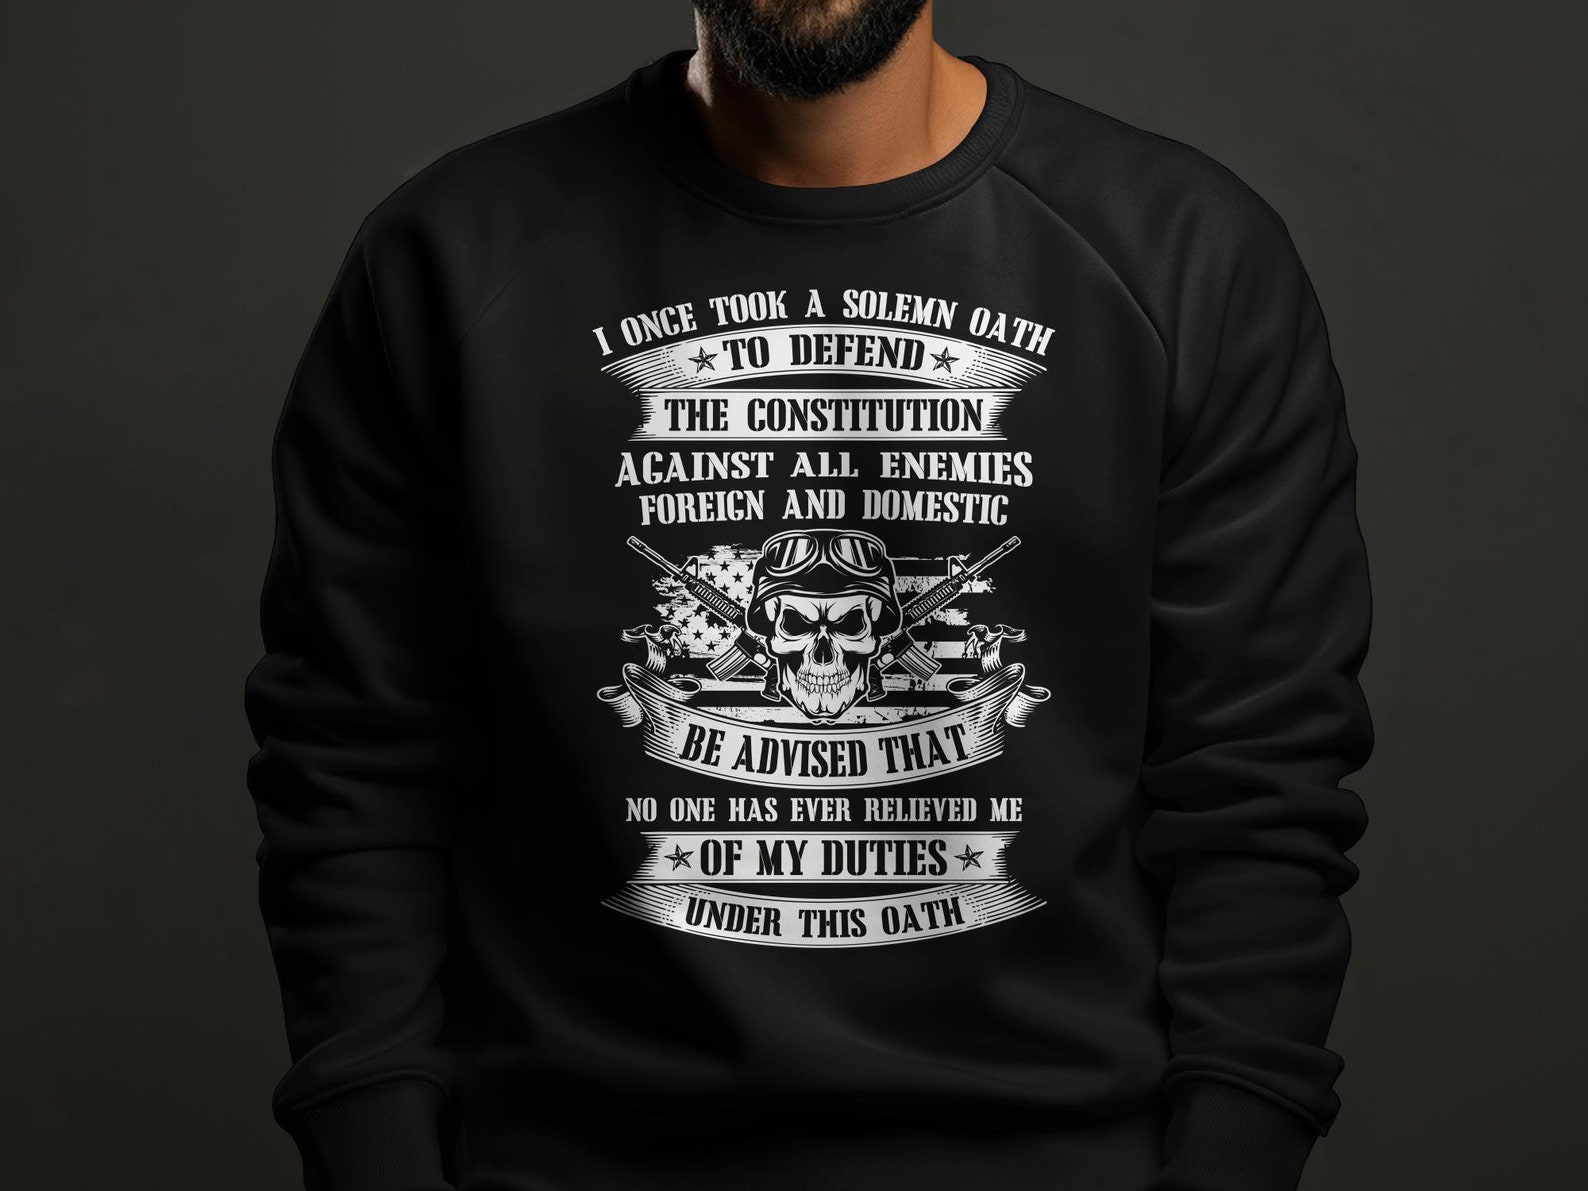 I ONCE TOOK A SOLEMN OATH
TO DEFEND
THE CONSTITUTION
AGAINST ALL ENEMIES
FOREIGN AND DOMESTIC
BE ADVISED THAT
NO ONE HAS EVER RELIEVED ME
OF MY DUTIES
UNDER THIS OATH